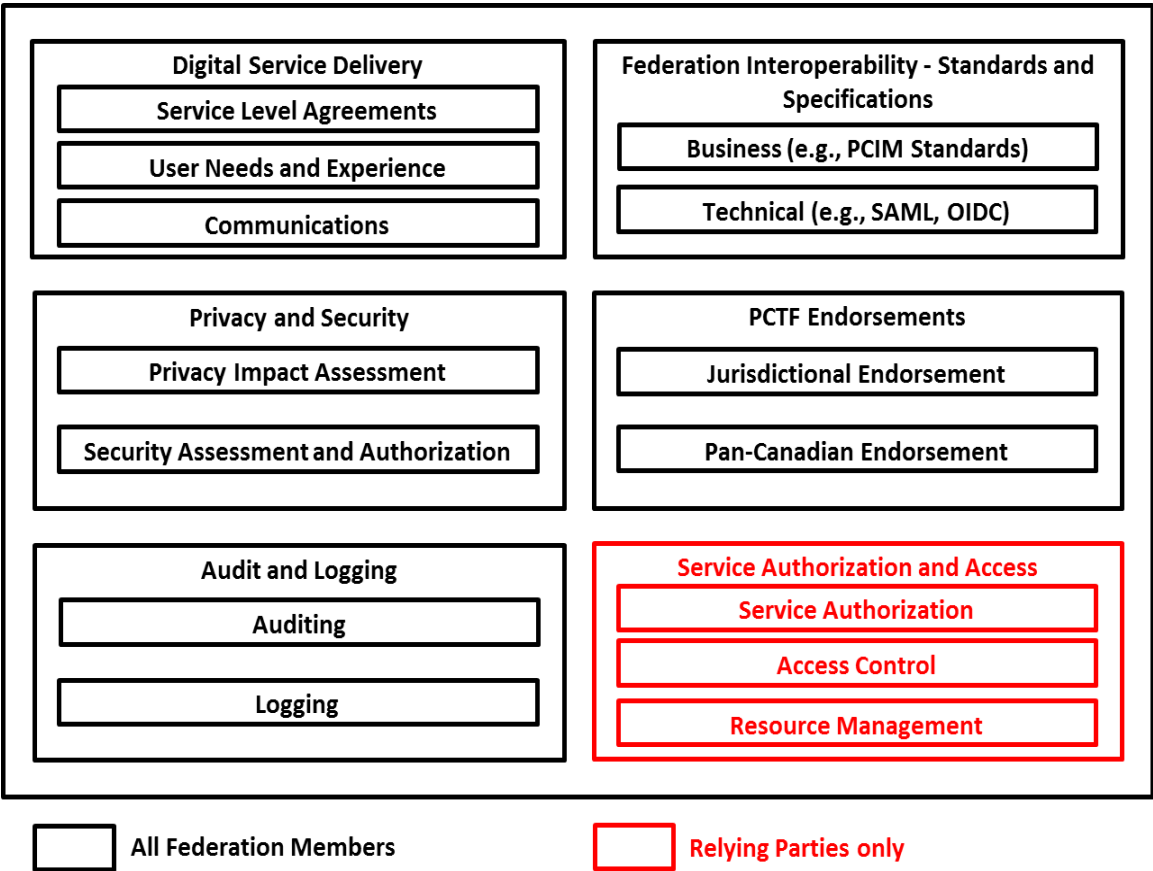 Digital Service Delivery
Service Level Agreements
User Needs and Experience
Communications
Federation Interoperability - Standards and
Specifications
Business (e.g., PCIM Standards)
Technical (e.g., SAML, OIDC)
Privacy and Security
Privacy Impact Assessment
Security Assessment and Authorization
PCTF Endorsements
Jurisdictional Endorsement
Pan-Canadian Endorsement
Audit and Logging
Auditing
Logging
Service Authorization and Access
Service Authorization
Access Control
Resource Management
All Federation Members
Relying Parties only